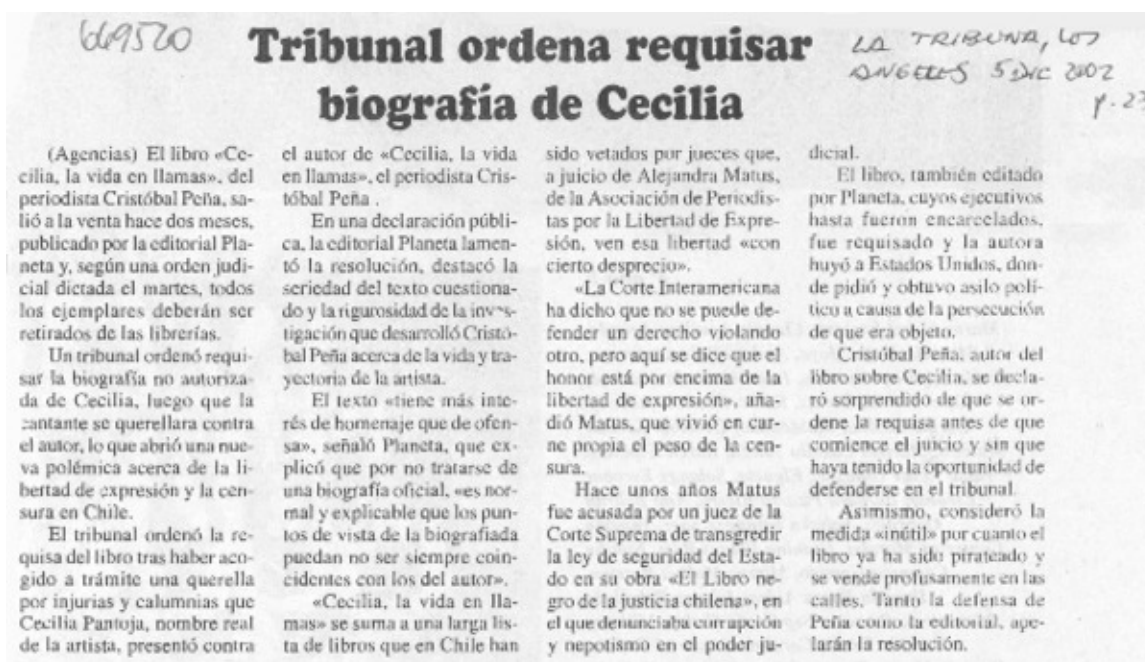 669520
Tribunal ordena requisar
biografía de Cecilia
LA TRIBUNA, LOS
ANGELES 5 DIC 2002
p. 23
(Agencias) El libro «Ce-
cilia, la vida en llamas», del
periodista Cristóbal Peña, sa-
lió a la venta hace dos meses,
publicado por la editorial Pla-
neta y, según una orden judi-
cial dictada el martes, todos
los ejemplares deberán ser
retirados de las librerías.
Un tribunal ordenó requi-
sar la biografía no autoriza-
da de Cecilia, luego que la
cantante se querellara contra
el autor, lo que abrió una nue-
va polémica acerca de la li-
bertad de expresión y la cen-
sura en Chile.
El tribunal ordenó la re-
quisa del libro tras haber aco-
gido a trámite una querella
por injurias y calumnias que
Cecilia Pantoja, nombre real
de la artista, presentó contra
el autor de «Cecilia, la vida
en llamas», el periodista Cris-
tóbal Peña .
En una declaración públi-
ca, la editorial Planeta lamen-
tó la resolución, destacó la
seriedad del texto cuestiona-
do y la rigurosidad de la inves-
tigación que desarrolló Cristó-
bal Peña acerca de la vida y tra-
yectoria de la artista.
El texto «tiene más inte-
rés de homenaje que de ofen-
sa», señaló Planeta, que ex-
plicó que por no tratarse de
una biografía oficial, «es nor-
mal y explicable que los pun-
tos de vista de la biografiada
puedan no ser siempre coin-
cidentes con los del autor».
«Cecilia, la vida en lla-
mas» se suma a una larga lis-
ta de libros que en Chile han
sido vetados por jueces que,
a juicio de Alejandra Matus,
de la Asociación de Periodis-
tas por la Libertad de Expre-
sión, ven esa libertad «con
cierto desprecio».
«La Corte Interamericana
ha dicho que no se puede de-
fender un derecho violando
otro, pero aquí se dice que el
honor está por encima de la
libertad de expresión», aña-
dió Matus, que vivió en car-
ne propia el peso de la cen-
sura.
Hace unos años Matus
fue acusada por un juez de la
Corte Suprema de transgredir
la ley de seguridad del Esta-
do en su obra «El Libro ne-
gro de la justicia chilena», en
el que denunciaba corrupción
y nepotismo en el poder ju-
dicial.
El libro, también editado
por Planeta, cuyos ejecutivos
hasta fueron encarcelados,
fue requisado y la autora
huyó a Estados Unidos, don-
de pidió y obtuvo asilo polí-
tico a causa de la persecución
de que era objeto.
Cristóbal Peña, autor del
libro sobre Cecilia, se decla-
ró sorprendido de que se or-
dene la requisa antes de que
comience el juicio y sin que
haya tenido la oportunidad de
defenderse en el tribunal.
Asimismo, consideró la
medida «inútil» por cuanto el
libro ya ha sido pirateado y
se vende profusamente en las
calles. Tanto la defensa de
Peña como la editorial, ape-
larán la resolución.